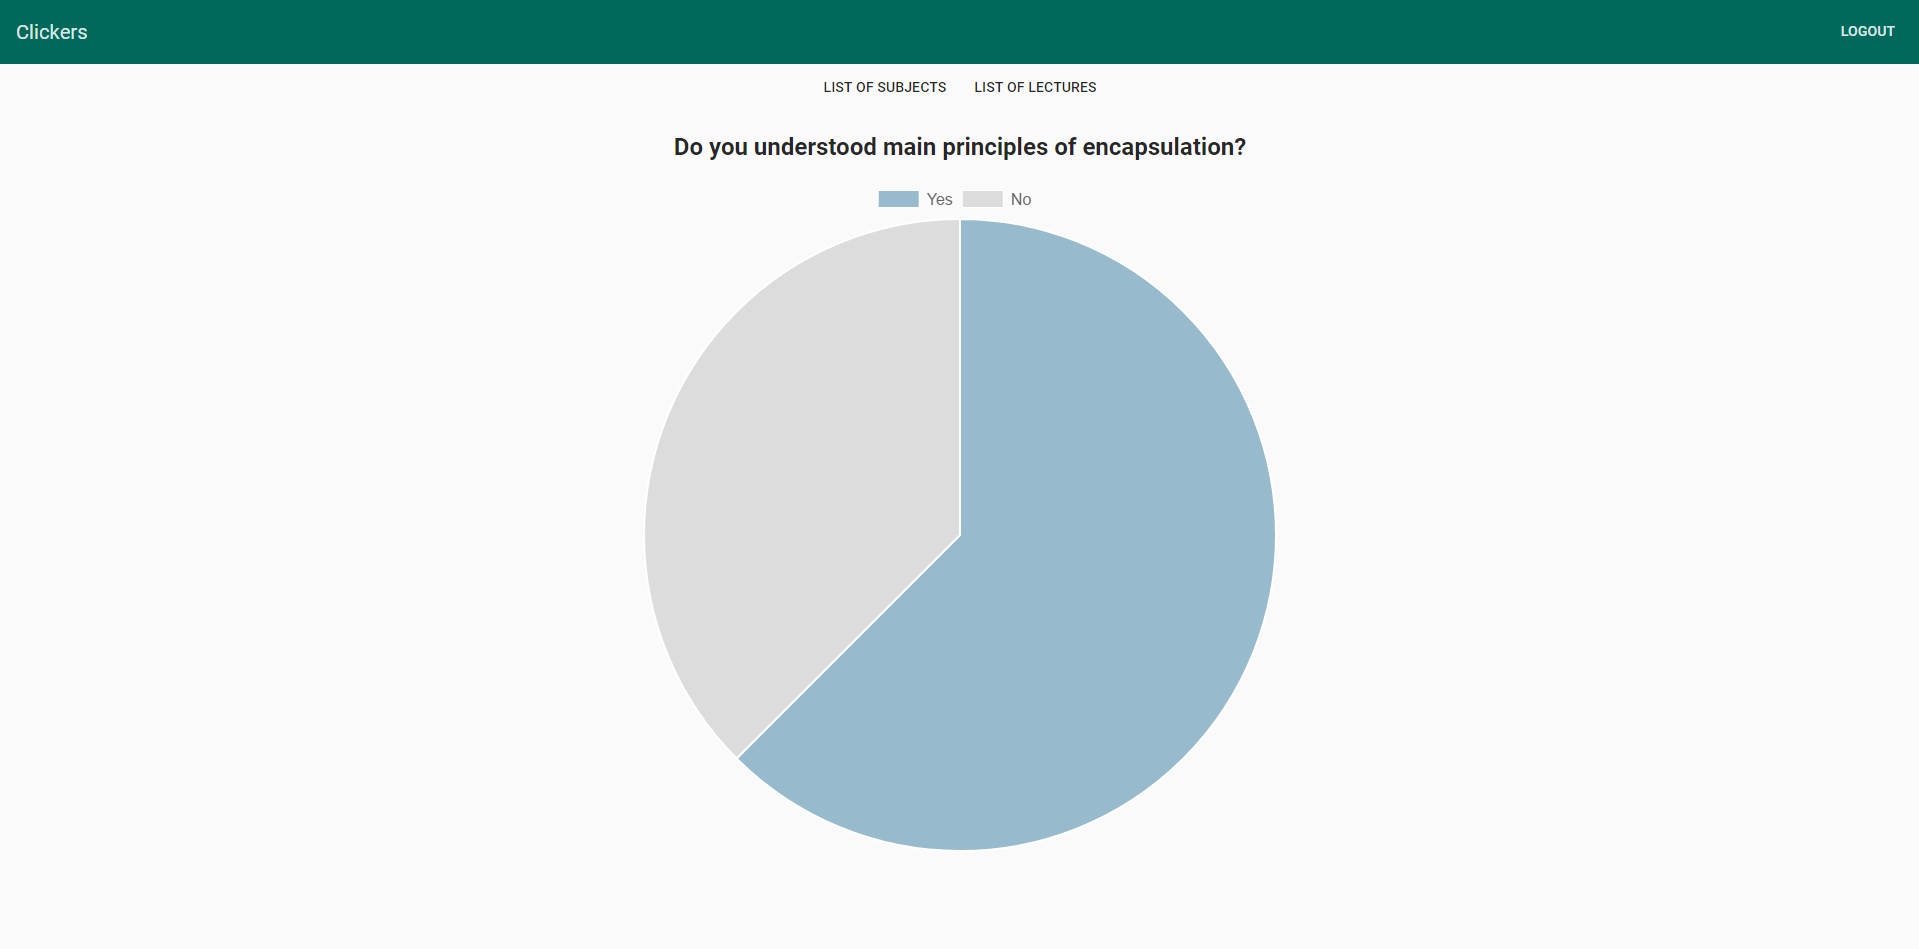 Clickers
LOGOUT
LIST OF SUBJECTS
LIST OF LECTURES
Do you understood main principles of encapsulation?
Yes
No